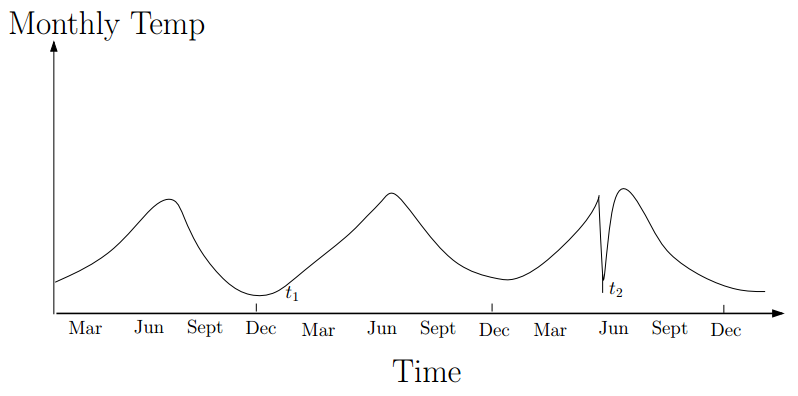 Monthly Temp
t1
t2
Mar Jun Sept Dec Mar Jun Sept Dec Mar Jun Sept Dec
Time